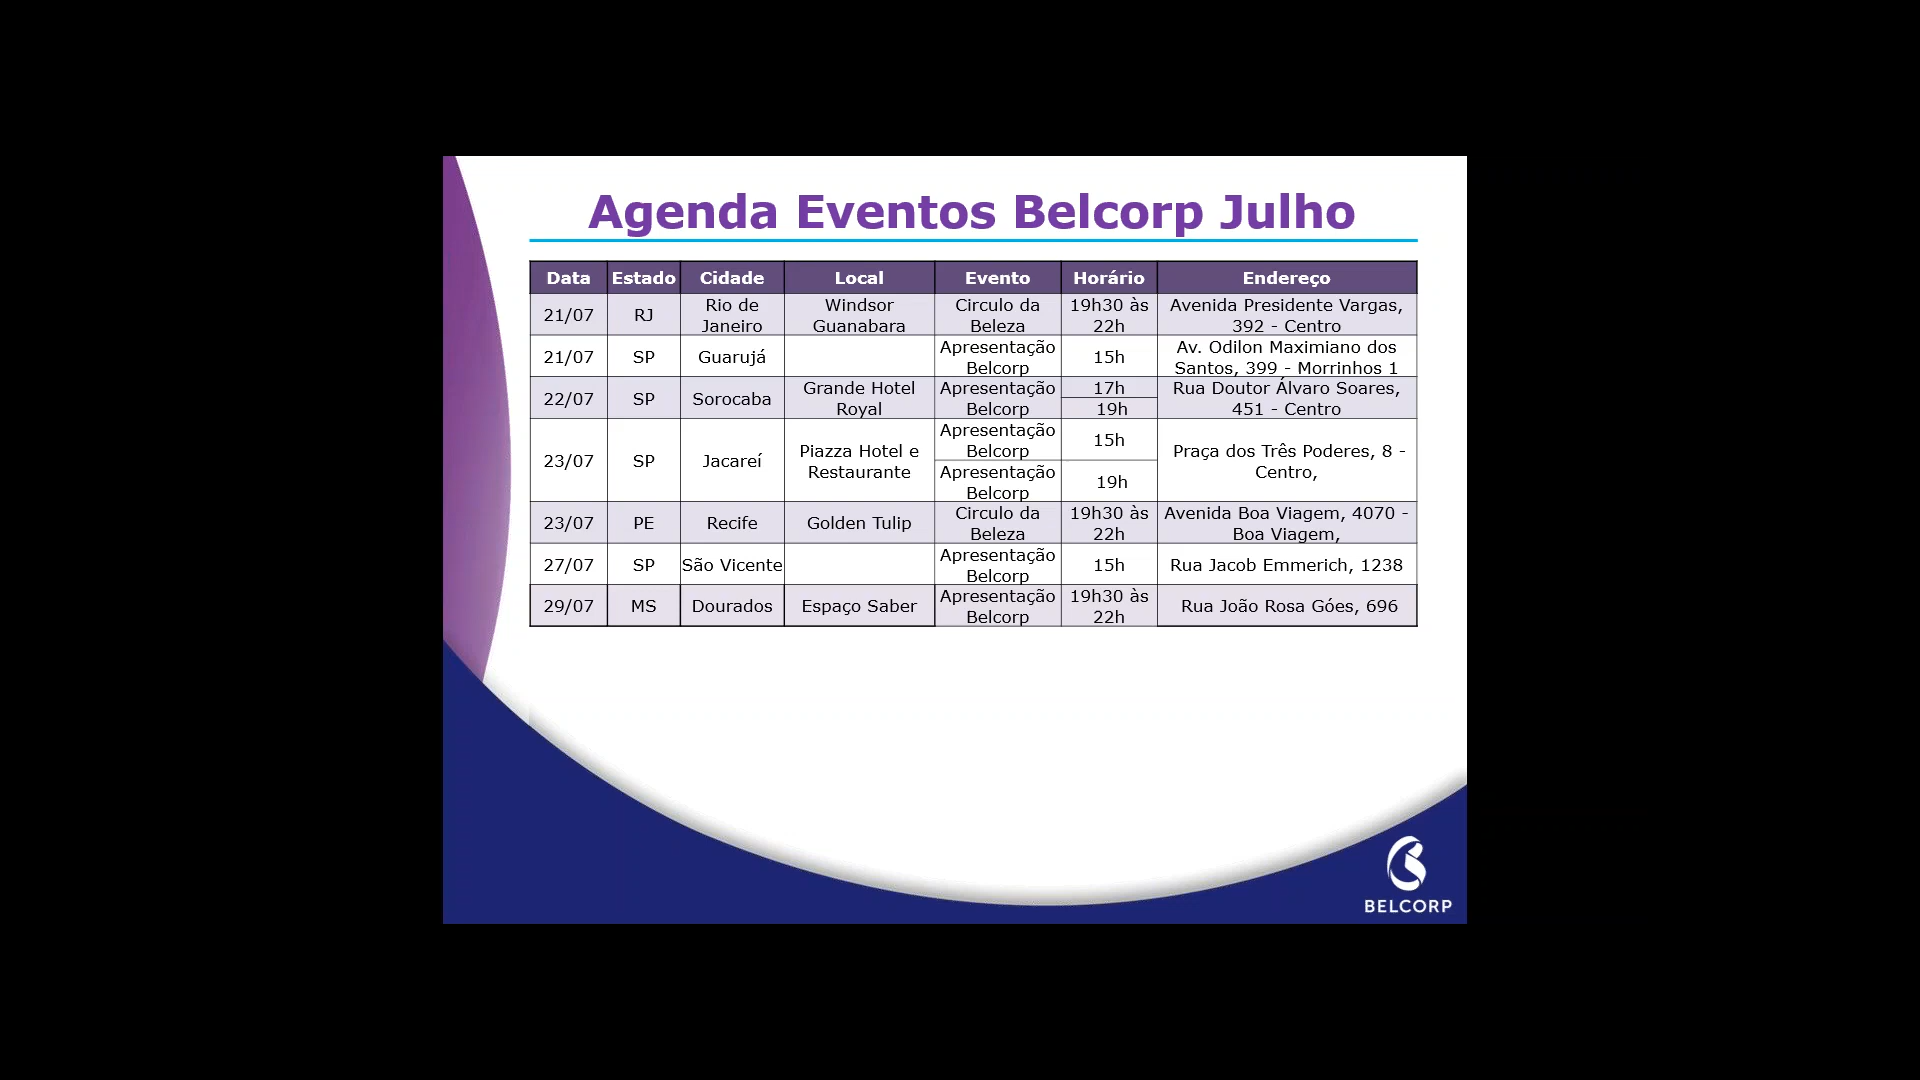 Agenda Eventos Belcorp Julho
Data Estado Cidade Local Evento Horário Endereço
21/07 RJ Rio de Janeiro Windsor Guanabara Circulo da Beleza 19h30 às 22h Avenida Presidente Vargas, 392 - Centro
21/07 SP Guarujá Apresentação Belcorp 15h Av. Odilon Maximiano dos Santos, 399 - Morrinhos 1
22/07 SP Sorocaba Grande Hotel Royal Apresentação Belcorp 17h 19h Rua Doutor Álvaro Soares, 451 - Centro
23/07 SP Jacareí Piazza Hotel e Restaurante Apresentação Belcorp 15h Apresentação Belcorp 19h Praça dos Três Poderes, 8 - Centro,
23/07 PE Recife Golden Tulip Circulo da Beleza 19h30 às 22h Avenida Boa Viagem, 4070 - Boa Viagem,
27/07 SP São Vicente Apresentação Belcorp 15h Rua Jacob Emmerich, 1238
29/07 MS Dourados Espaço Saber Apresentação Belcorp 19h30 às 22h Rua João Rosa Góes, 696
BELCORP